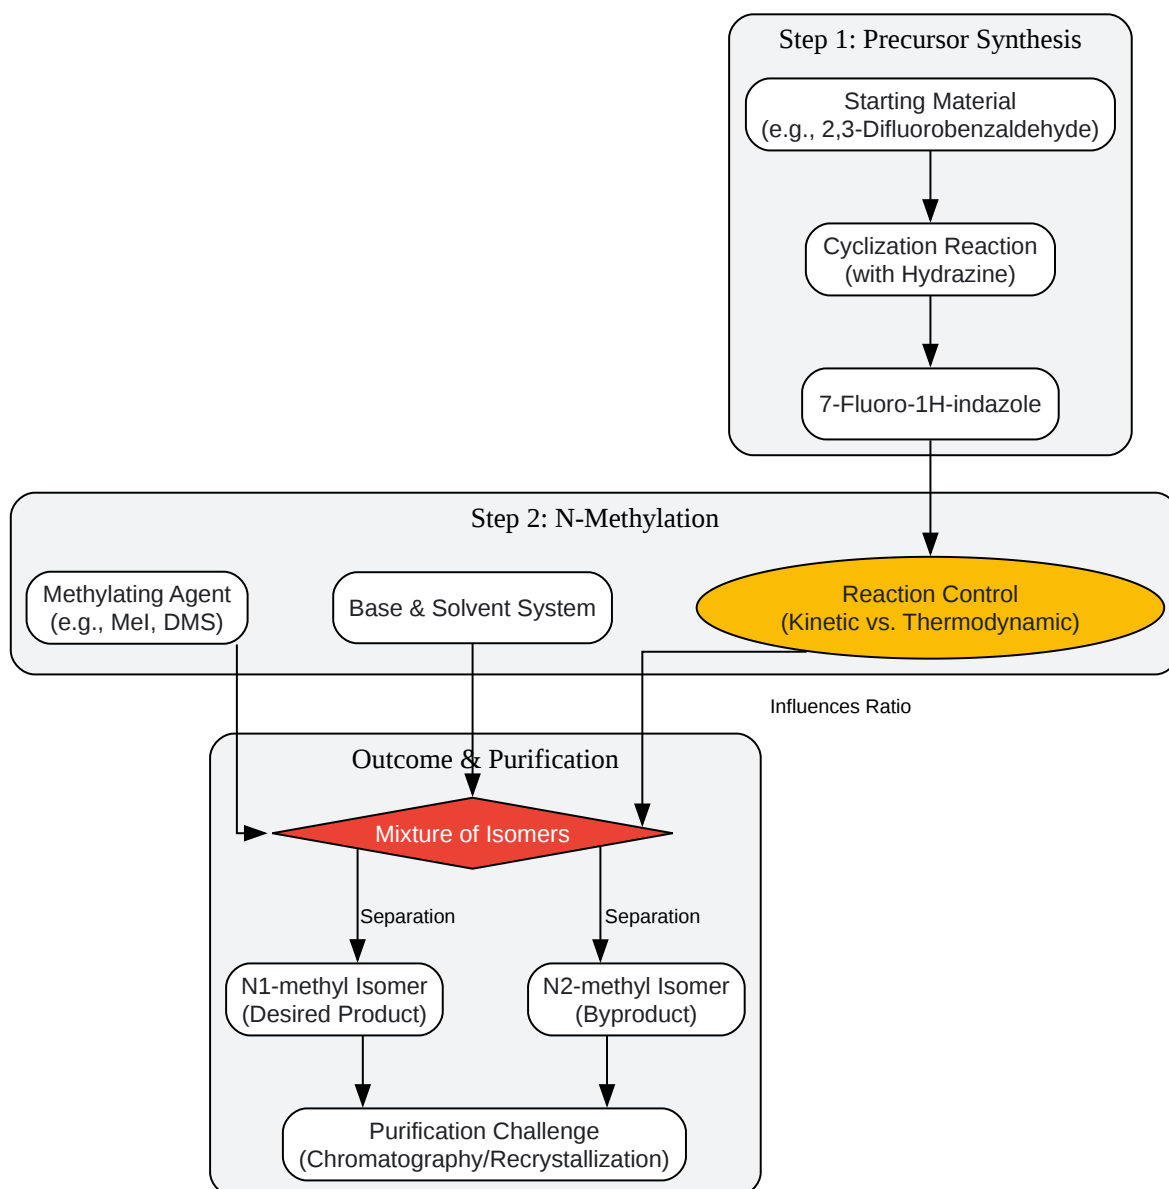 Step 1: Precursor Synthesis
Starting Material
(e.g., 2,3-Difluorobenzaldehyde)
Cyclization Reaction
(with Hydrazine)
7-Fluoro-1H-indazole
Step 2: N-Methylation
Methylating Agent
(e.g., MeI, DMS)
Base & Solvent System
Reaction Control
(Kinetic vs. Thermodynamic)
Influences Ratio
Outcome & Purification
Mixture of Isomers
Separation
Separation
N1-methyl Isomer
(Desired Product)
N2-methyl Isomer
(Byproduct)
Purification Challenge
(Chromatography/Recrystallization)